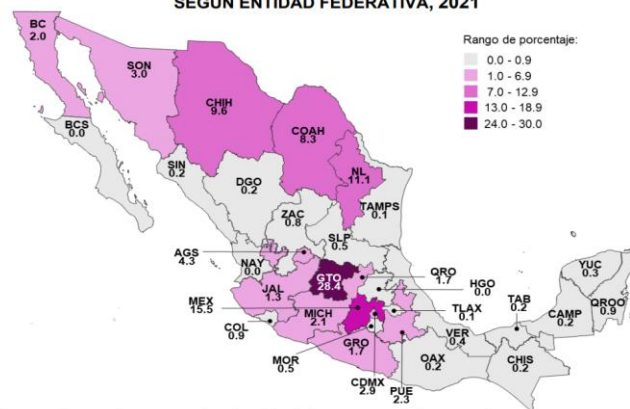 SEGÚN ENTIDAD FEDERATIVA, 2021
Rango de porcentaje:
0.0 - 0.9
1.0 - 6.9
7.0 - 12.9
13.0 - 18.9
24.0 - 30.0
BC
2.0
SON
3.0
CHIH
9.6
COAH
8.3
BCS
0.0
SIN
0.2
DGO
0.2
NL
11.1
TAMPS
0.1
ZAC
0.8
SLP
0.5
AGS
4.3
NAY
0.0
GTO
28.4
QRO
1.7
HGO
0.0
JAL
1.3
MEX
15.5
MICH
2.1
TLAX
0.1
COL
0.9
GRO
1.7
VER
0.4
TAB
0.2
YUC
0.3
CAMP
0.2
QROO
0.9
MOR
0.5
CDMX
2.9
PUE
2.3
OAX
0.2
CHIS
0.2